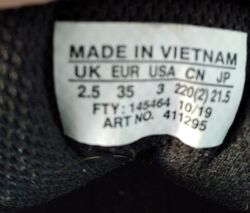 MADE IN VIETNAM
UK EUR USA CN JP
2.5 35 3 220(2) 21.5
FTY: 145464 10/19
ART NO. 411295